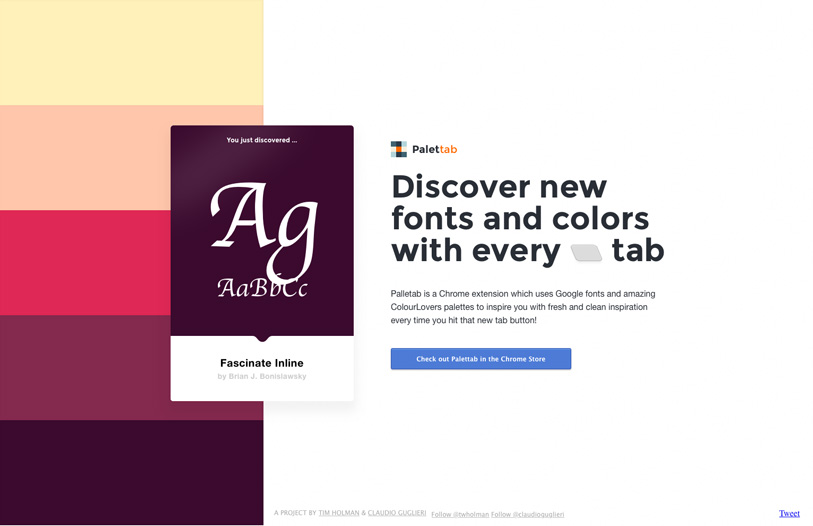 You just discovered ...
Ag
AaBbCc
Fascinate Inline
by Brian J. Bonislawsky
Palettab
Discover new
fonts and colors
with every tab
Palletab is a Chrome extension which uses Google fonts and amazing
ColourLovers palettes to inspire you with fresh and clean inspiration
every time you hit that new tab button!
Check out Palettab in the Chrome Store
A PROJECT BY TIM HOLMAN & CLAUDIO GUGLIERI Follow @twholman Follow @claudioguglieri
Tweet